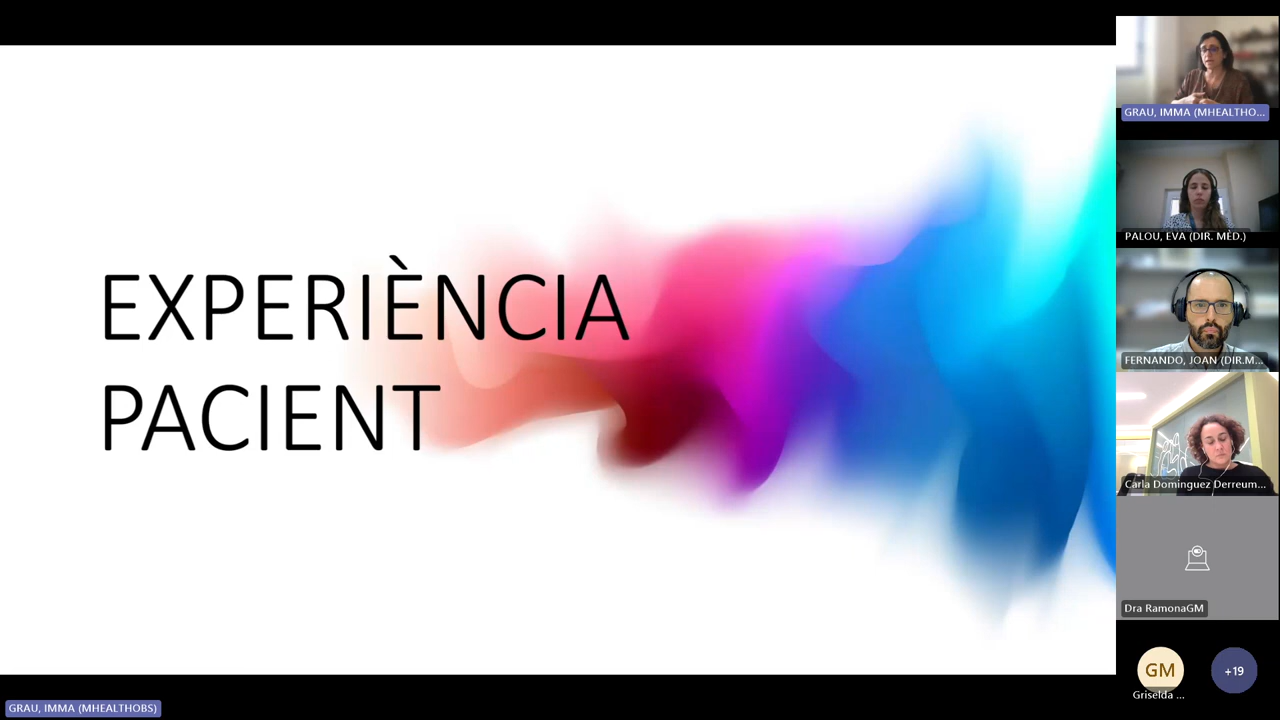 EXPERIÈNCIA
PACIENT
GRAU, IMMA (MHEALTHO...
PALOU, EVA (DIR. MÈD.)
FERNANDO, JOAN (DIR.M...
Carla Dominguez Derreum...
Dra RamonaGM
GM
Griselda ...
+19
GRAU, IMMA (MHEALTHOBS)